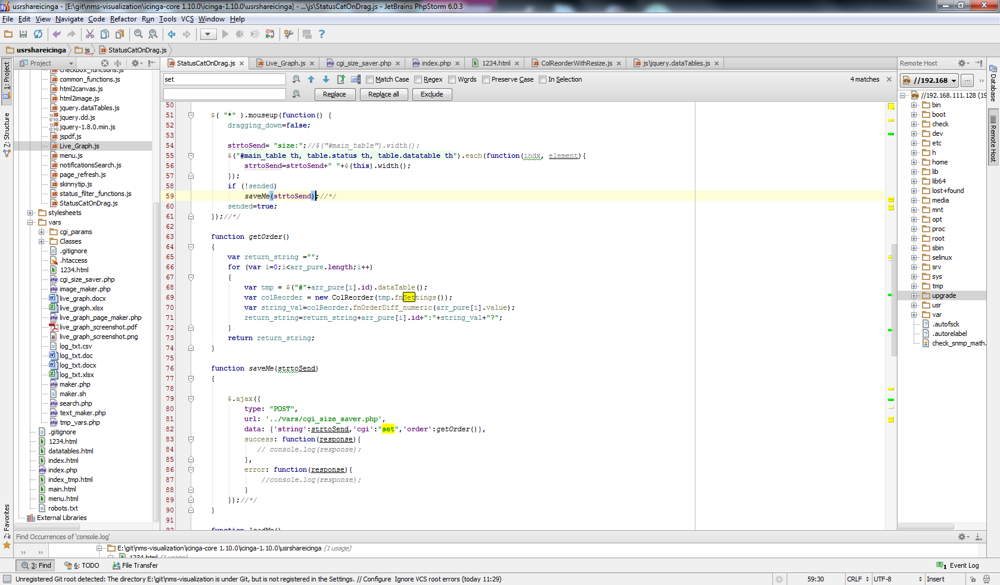 usrshareicinga - [E:\git\nms-visualization\icinga-core 1.10.0\icinga-1.10.0\usrshareicinga] - ...\js\StatusCatOnDrag.js - JetBrains PhpStorm 6.0.3
File Edit View Navigate Code Refactor Run Tools VCS Window Help
usrshareicinga js StatusCatOnDrag.js
Project
StatusCatOnDrag.js Live_Graph.js cgi_size_saver.php index.php 1234.html ColReorderWithResize.js js\jquery.dataTables.js
Remote Host
set Match Case Regex Words Preserve Case In Selection 4 matches
Replace Replace all Exclude
1: Project
Z: Structure
2: Favorites
checkbox_functions.js
common_functions.js
html2canvas.js
html2image.js
jquery.dataTables.js
jquery.dd.js
jquery-1.8.0.min.js
jspdf.js
Live_Graph.js
menu.js
notificationsSearch.js
page_refresh.js
skinnytip.js
status_filter_functions.js
StatusCatOnDrag.js
stylesheets
vars
cgi_params
Classes
.gitignore
.htaccess
1234.html
cgi_size_saver.php
image_maker.php
live_graph.docx
live_graph.xlsx
live_graph_page_maker.php
live_graph_screenshot.pdf
live_graph_screenshot.png
log_txt.csv
log_txt.doc
log_txt.docx
log_txt.xlsx
maker.php
maker.sh
search.php
text_maker.php
tmp_vars.php
.gitignore
1234.html
datatables.html
index.html
index.php
index_tmp.html
main.html
menu.html
robots.txt
External Libraries
50
51 $( "*" ).mouseup(function() {
52 dragging_down=false;
53
54 strtoSend= "size:";//$("#main_table").width();
55 $("#main_table th, table.status th, table.datatable th").each(function(indx, element){
56 strtoSend=strtoSend+" "+$(this).width();
57 });
58 if (!sended)
59 saveMe(strtoSend);//*/
60 sended=true;
61 });//*/
62
63 function getOrder()
64 {
65 var return_string ="";
66 for (var i=0;i<arr_pure.length;i++)
67 {
68 var tmp = $("#"+arr_pure[i].id).dataTable();
69 var colReorder = new ColReorder(tmp.fnSettings());
70 var string_val=colReorder.fnOrderDiff_numeric(arr_pure[i].value);
71 return_string=return_string+arr_pure[i].id+":"+string_val+"?";
72 }
73 return return_string;
74 }
75
76 function saveMe(strtoSend)
77 {
78
79 $.ajax({
80 type: "POST",
81 url: '../vars/cgi_size_saver.php',
82 data: {'string':strtoSend,'cgi':"set",'order':getOrder()},
83 success: function(response){
84 // console.log(response);
85 },
86 error: function(response){
87 //console.log(response);
88 }
89 });//*/
90 }
91
92 function loadMe()
//192.168
//192.168.111.128 (19
bin
boot
check
dev
etc
h
home
lib
lib64
lost+found
media
mnt
opt
proc
root
sbin
selinux
srv
sys
tmp
upgrade
usr
var
.autofsck
.autorelabel
check_snmp_math.
Database
Remote Host
Find Occurrences of 'console.log'
E:\git\nms-visualization\icinga-core 1.10.0\icinga-1.10.0\usrshareicinga (1 usage)
1234.html (1 usage)
3: Find 6: TODO File Transfer Event Log
Unregistered Git root detected: The directory E:\git\nms-visualization is under Git, but is not registered in the Settings. // Configure Ignore VCS root errors (today 11:29) 59:30 CRLF UTF-8 Insert